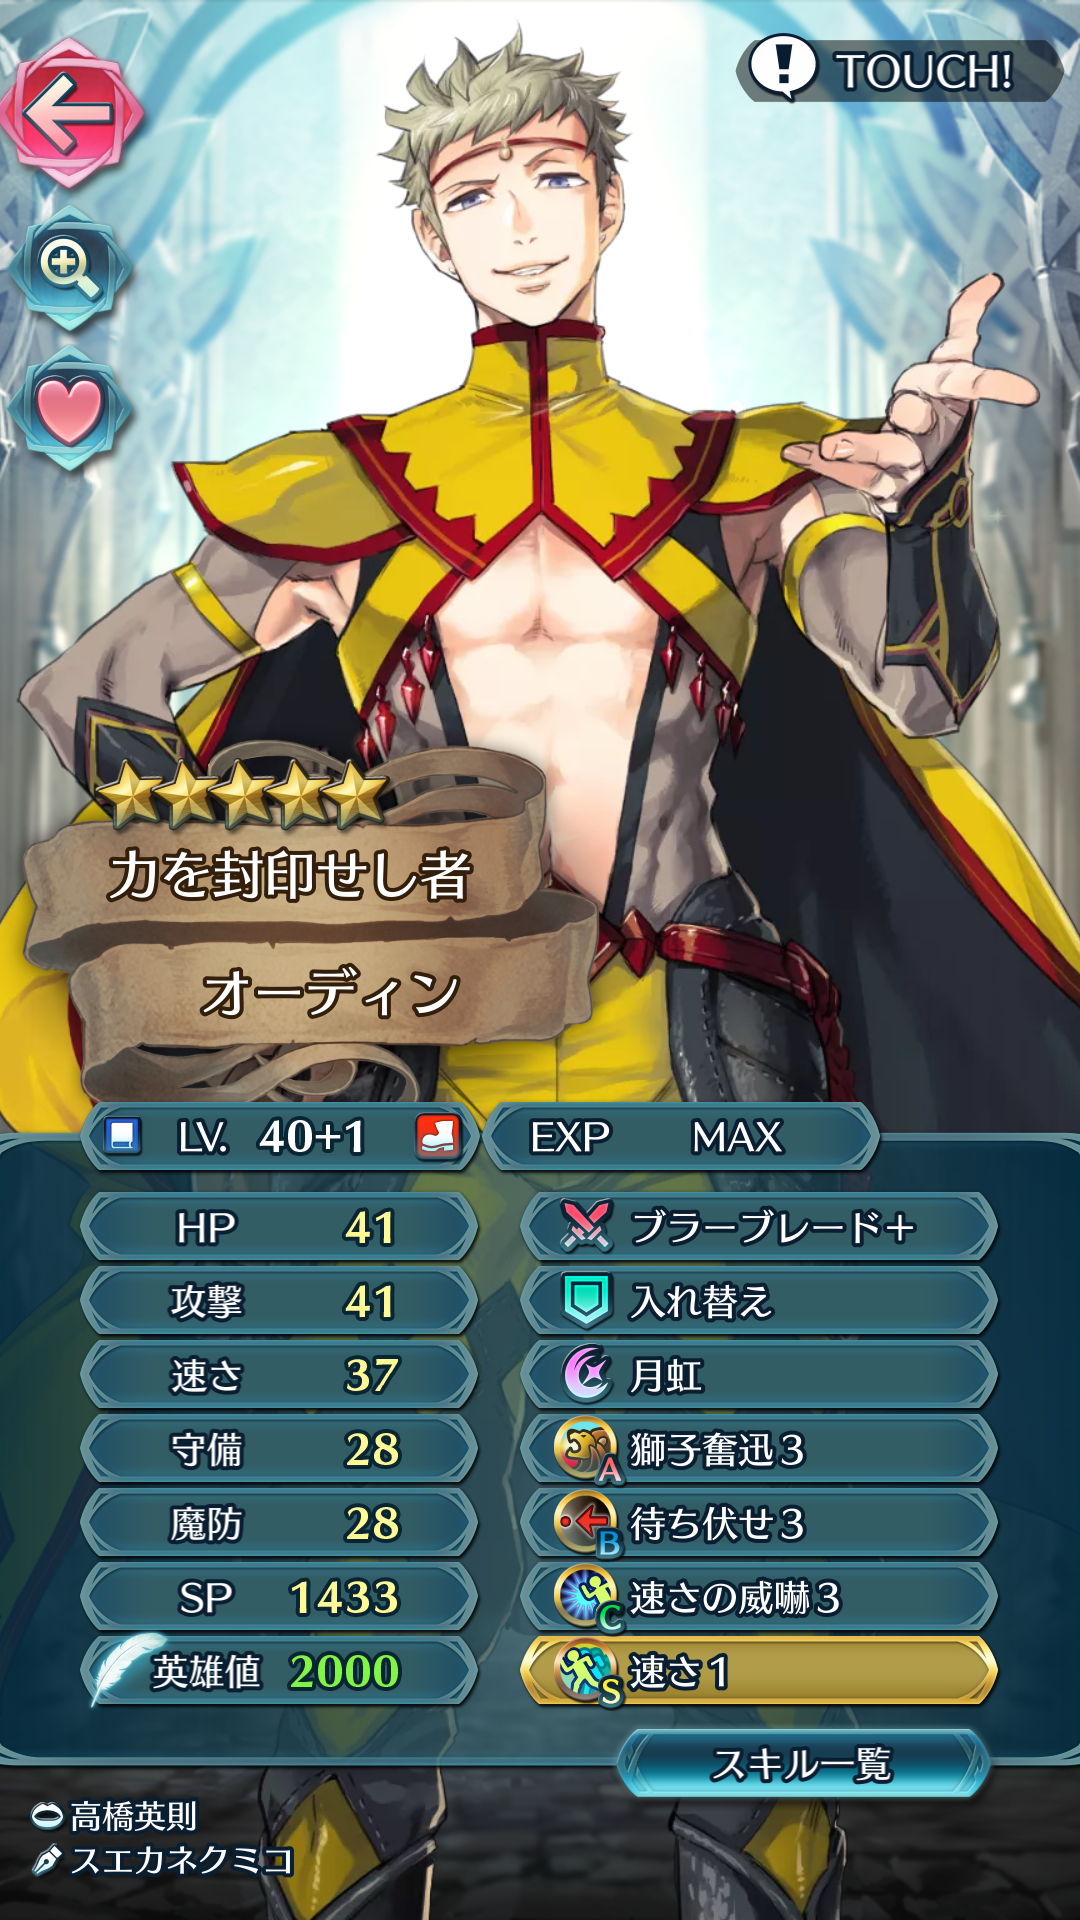 TOUCH!
力を封印せし者
オーディン
LV. 40+1
EXP MAX
HP 41
攻撃 41
速さ 37
守備 28
魔防 28
SP 1433
英雄値 2000
ブラーブレード+
入れ替え
月虹
A 獅子奮迅3
B 待ち伏せ3
C 速さの威嚇3
S 速さ1
スキル一覧
高橋英則
スエカネクミコ